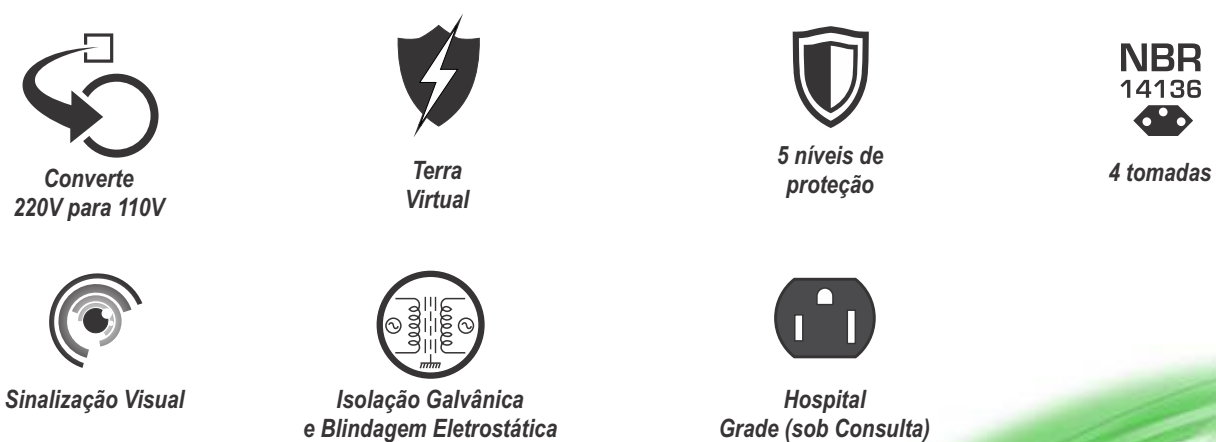 Converte
220V para 110V
Terra
Virtual
5 níveis de
proteção
NBR
14136
4 tomadas
Sinalização Visual
Isolação Galvânica
e Blindagem Eletrostática
Hospital
Grade (sob Consulta)